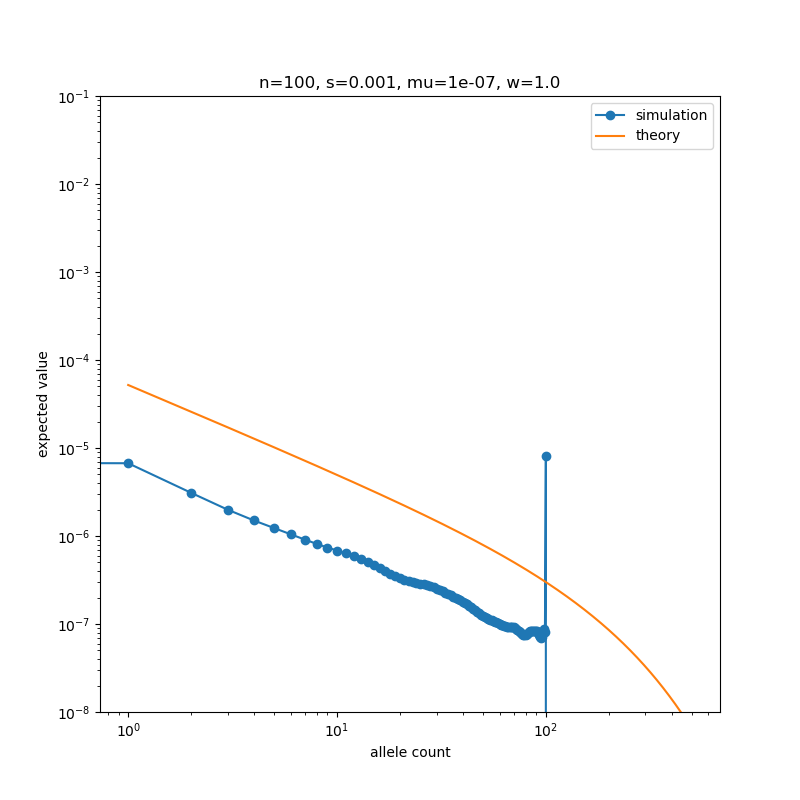 n=100, s=0.001, mu=1e-07, w=1.0
simulation
theory
10⁻¹
10⁻²
10⁻³
10⁻⁴
10⁻⁵
10⁻⁶
10⁻⁷
10⁻⁸
expected value
10⁰ 10¹ 10²
allele count